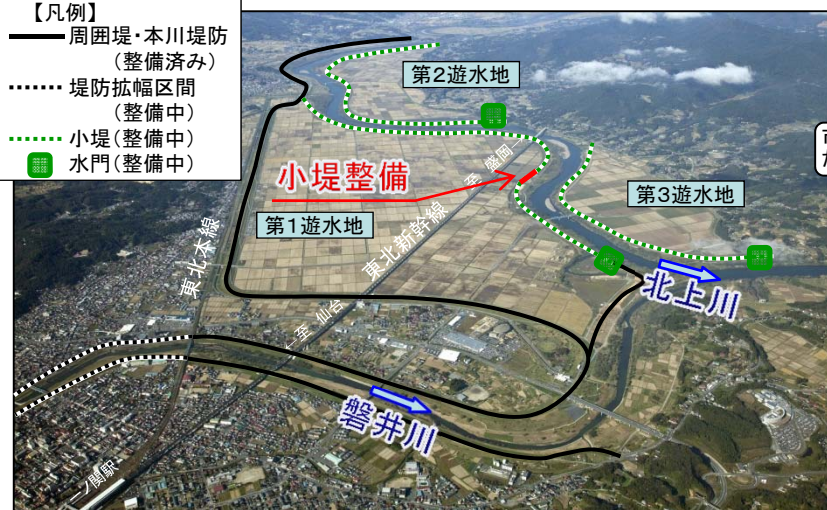 【凡例】
周囲堤・本川堤防
（整備済み）
堤防拡幅区間
（整備中）
小堤（整備中）
水門（整備中）
第2遊水地
至 盛岡→
小堤整備
第3遊水地
第1遊水地
東北新幹線
東北本線
←至 仙台
北上川
磐井川
一ノ関駅